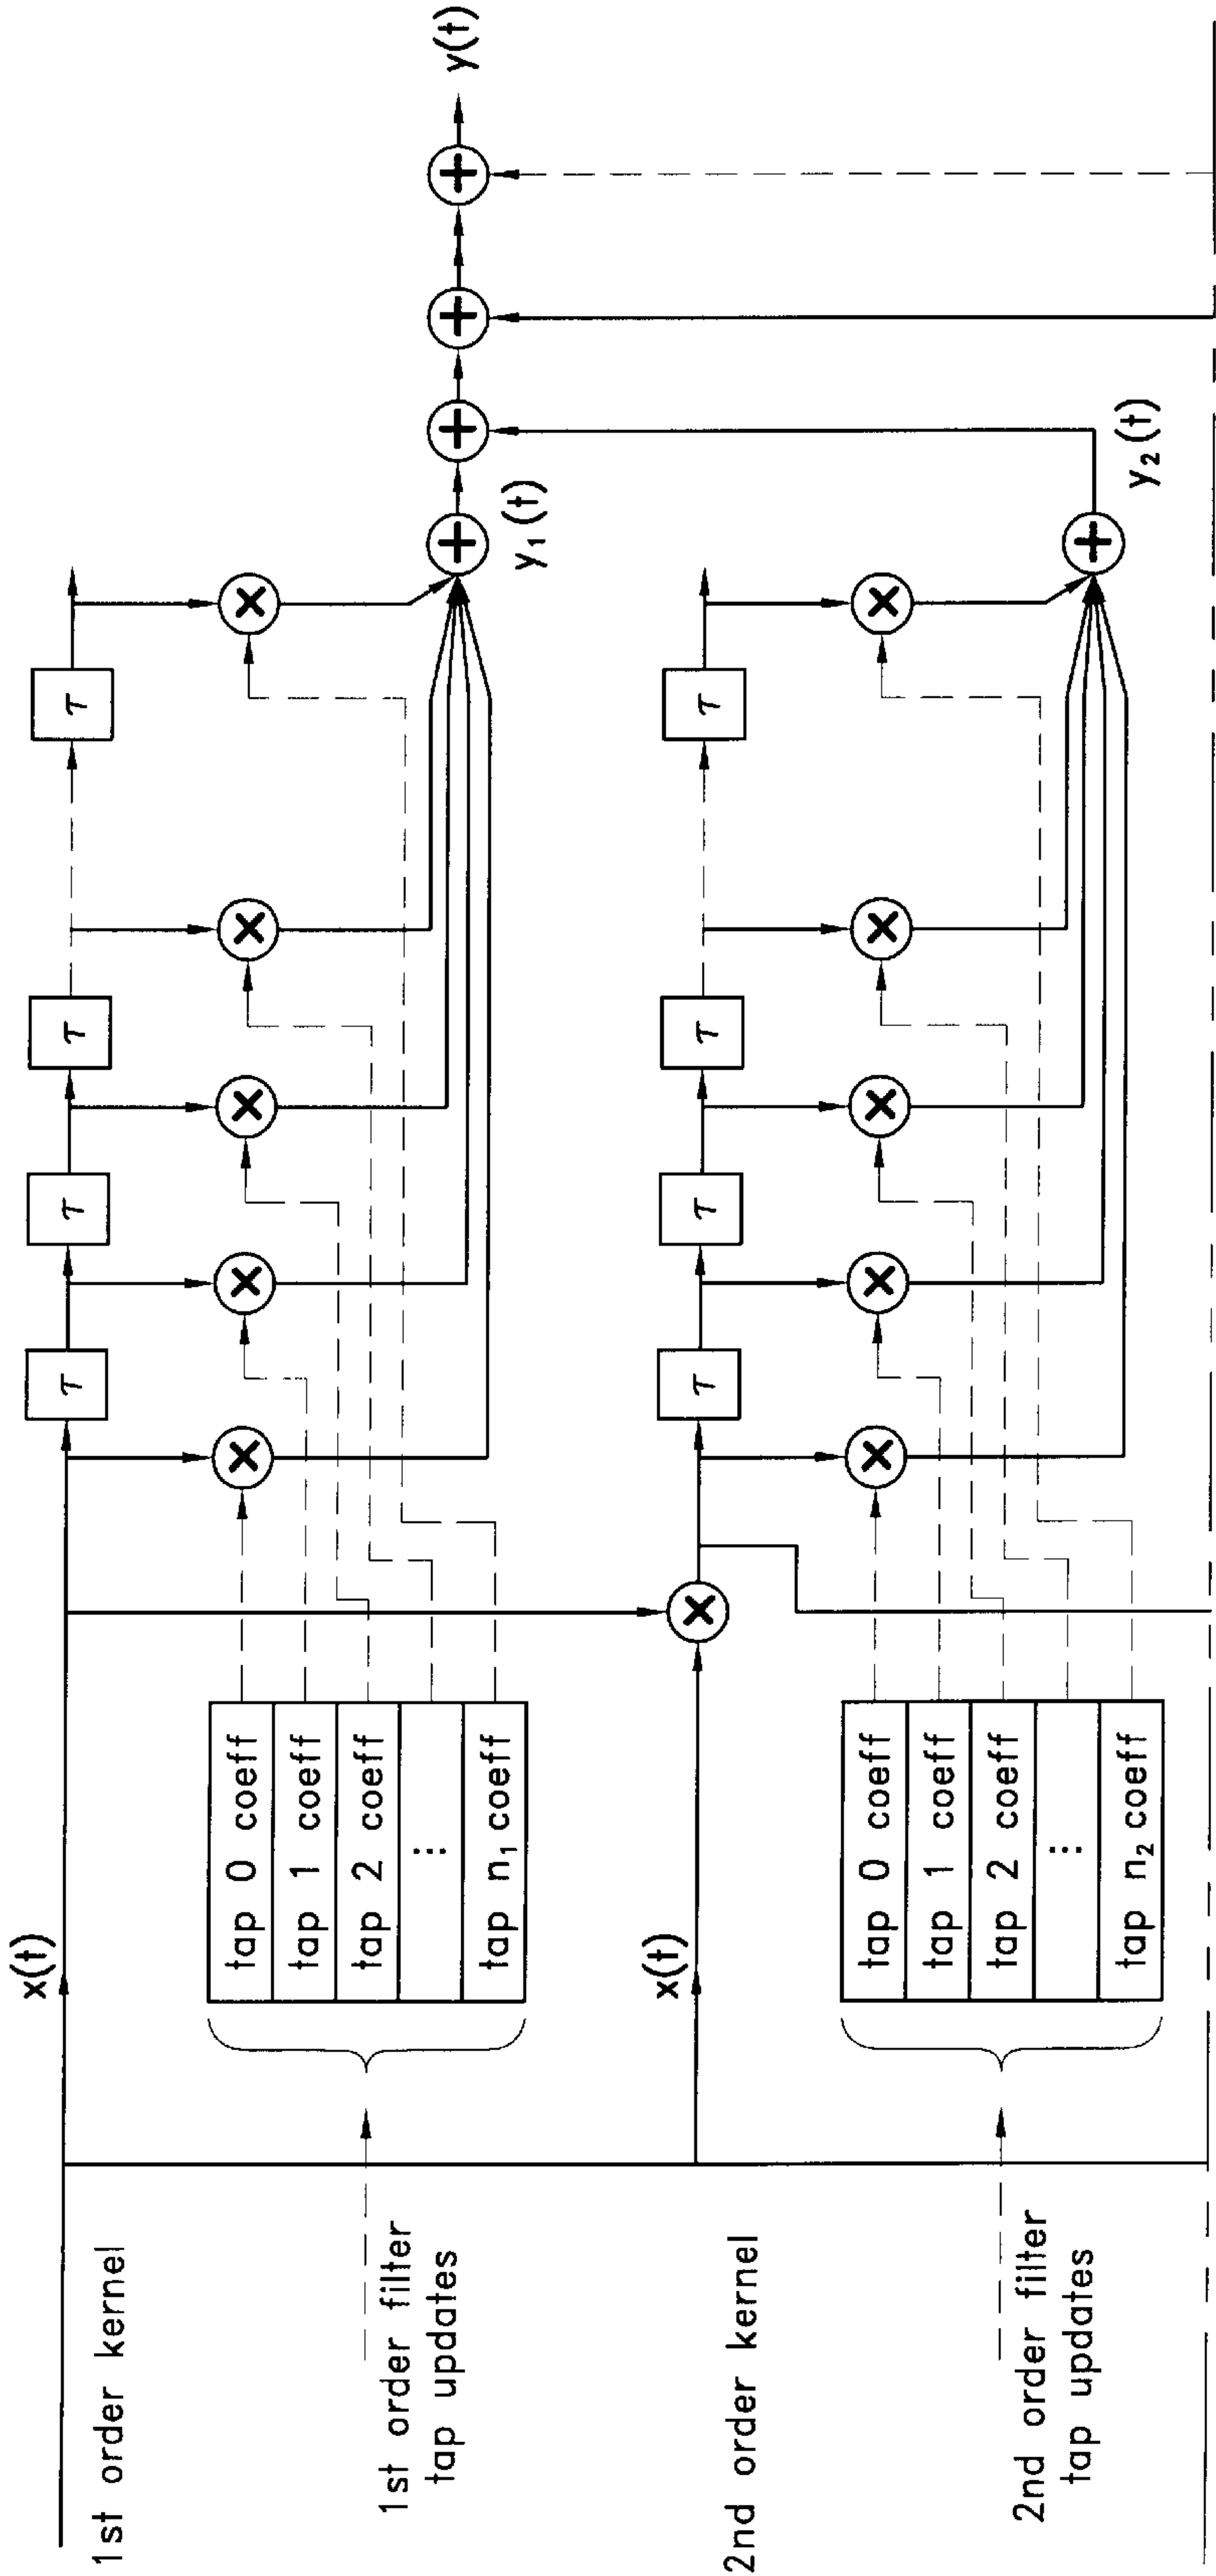 x(t)
1st order kernel
τ
τ
τ
τ
tap 0 coeff
tap 1 coeff
tap 2 coeff
⋮
tap n₁ coeff
1st order filter
tap updates
y₁(t)
y(t)
x(t)
2nd order kernel
τ
τ
τ
τ
tap 0 coeff
tap 1 coeff
tap 2 coeff
⋮
tap n₂ coeff
2nd order filter
tap updates
y₂(t)